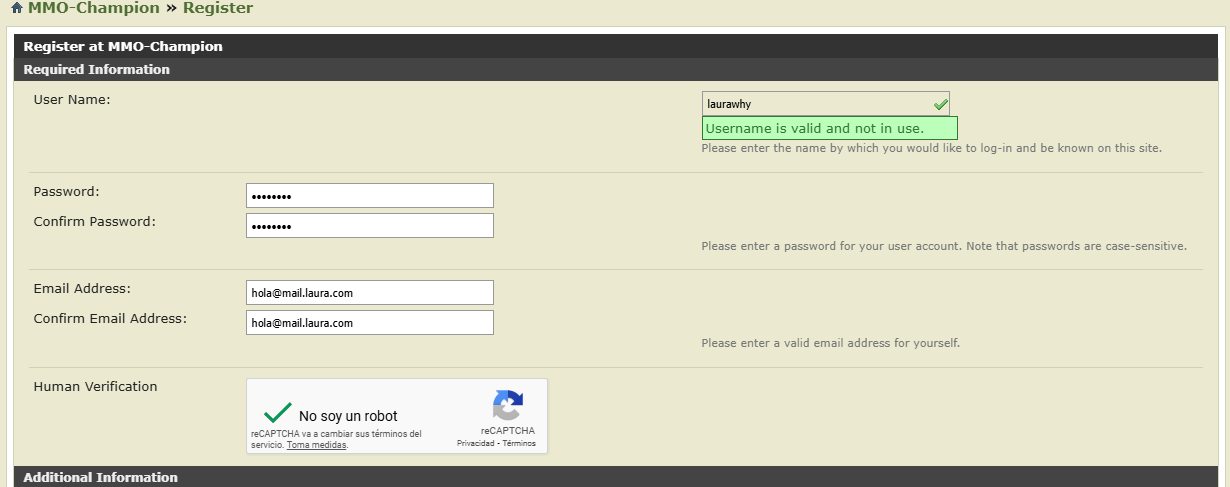 MMO-Champion » Register
Register at MMO-Champion
Required Information
User Name:
laurawhy
Username is valid and not in use.
Please enter the name by which you would like to log-in and be known on this site.
Password:
••••••••
Confirm Password:
••••••••
Please enter a password for your user account. Note that passwords are case-sensitive.
Email Address:
hola@mail.laura.com
Confirm Email Address:
hola@mail.laura.com
Please enter a valid email address for yourself.
Human Verification
No soy un robot
reCAPTCHA va a cambiar sus términos del
servicio. Toma medidas.
reCAPTCHA
Privacidad - Términos
Additional Information